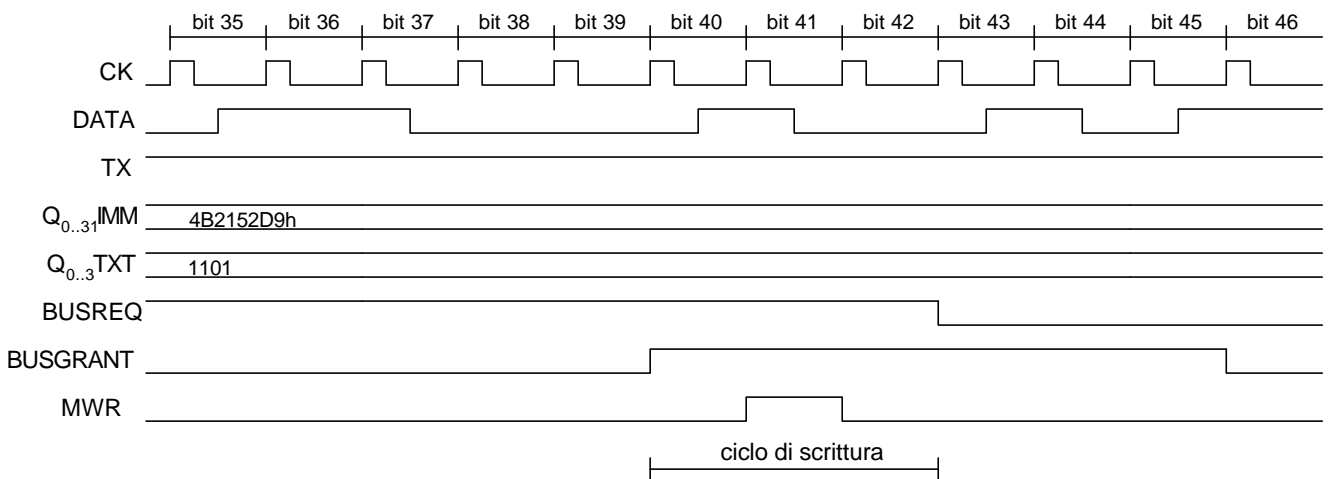 bit 35 bit 36 bit 37 bit 38 bit 39 bit 40 bit 41 bit 42 bit 43 bit 44 bit 45 bit 46
CK
DATA
TX
Q0..31IMM 4B2152D9h
Q0..3TXT 1101
BUSREQ
BUSGRANT
MWR
ciclo di scrittura